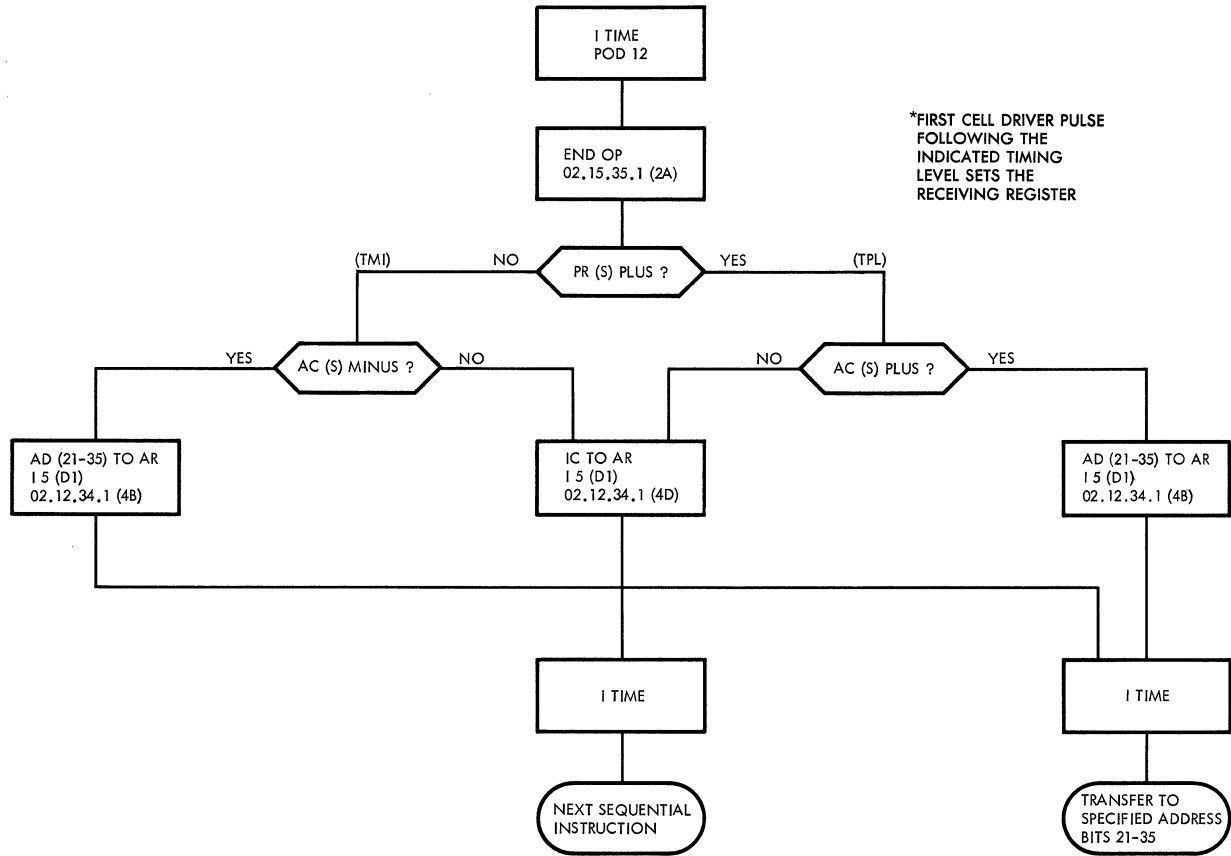 I TIME
POD 12
*FIRST CELL DRIVER PULSE
FOLLOWING THE
INDICATED TIMING
LEVEL SETS THE
RECEIVING REGISTER
END OP
02.15.35.1 (2A)
(TMI)
NO
PR (S) PLUS ?
YES
(TPL)
YES
AC (S) MINUS ?
NO
NO
AC (S) PLUS ?
YES
AD (21-35) TO AR
I 5 (D1)
02.12.34.1 (4B)
IC TO AR
I 5 (D1)
02.12.34.1 (4D)
AD (21-35) TO AR
I 5 (D1)
02.12.34.1 (4B)
I TIME
I TIME
NEXT SEQUENTIAL
INSTRUCTION
TRANSFER TO
SPECIFIED ADDRESS
BITS 21-35